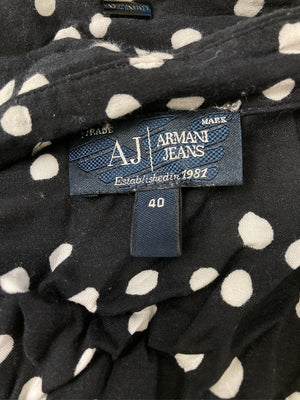 TRADE MARK
AJ | ARMANI JEANS
Established in 1981
40